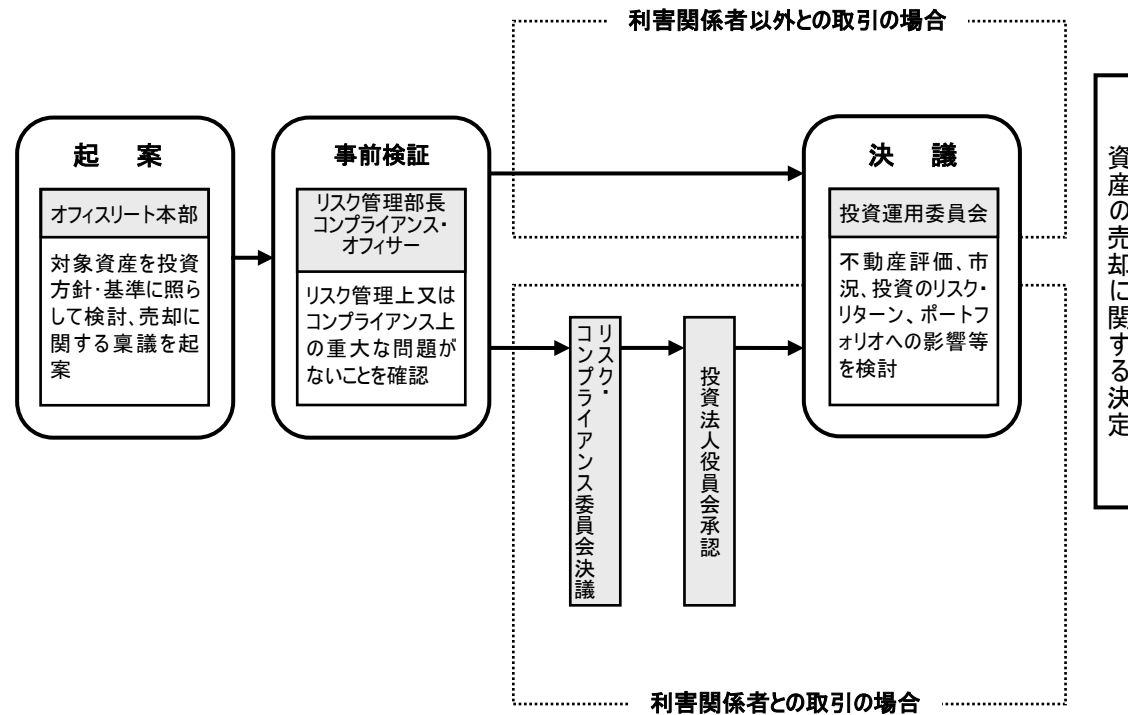 利害関係者以外との取引の場合
起　案
オフィスリート本部
対象資産を投資
方針・基準に照ら
して検討、売却に
関する稟議を起
案
事前検証
リスク管理部長
コンプライアンス・
オフィサー
リスク管理上又は
コンプライアンス上
の重大な問題が
ないことを確認
リスク・
コンプライアンス委員会決議
投資法人役員会承認
決　議
投資運用委員会
不動産評価、市
況、投資のリスク・
リターン、ポートフ
ォリオへの影響等
を検討
資産の売却に関する決定
利害関係者との取引の場合